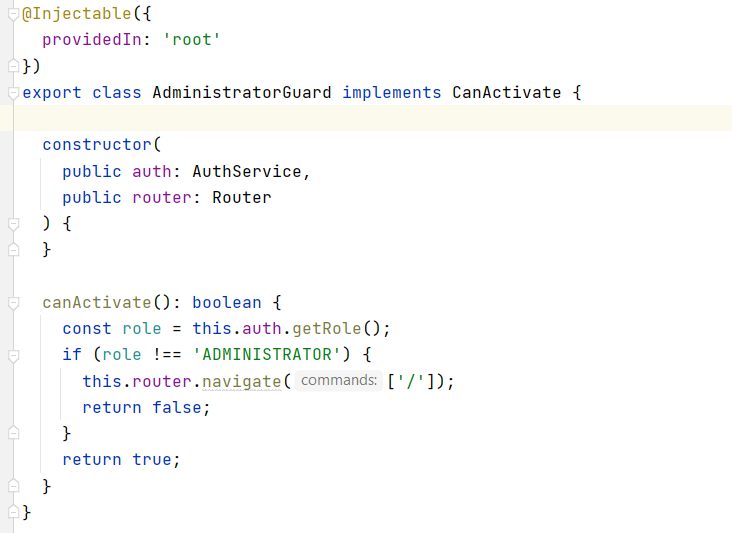 @Injectable({
  providedIn: 'root'
})
export class AdministratorGuard implements CanActivate {

  constructor(
    public auth: AuthService,
    public router: Router
  ) {
  }

  canActivate(): boolean {
    const role = this.auth.getRole();
    if (role !== 'ADMINISTRATOR') {
      this.router.navigate( commands: ['/']);
      return false;
    }
    return true;
  }
}